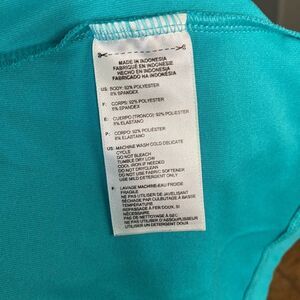 MADE IN INDONESIA
FABRIQUÉ EN INDONÉSIE
HECHO EN INDONESIA
FABRICADO NA INDONÉSIA
US: BODY: 92% POLYESTER
8% SPANDEX
F: CORPS: 92% POLYESTER
8% SPANDEX
E: CUERPO (TRONCO): 92% POLIÉSTER
8% ELASTANO
P: CORPO: 92% POLIÉSTER
8% ELASTANO
US: MACHINE WASH COLD DELICATE
CYCLE
DO NOT BLEACH
TUMBLE DRY LOW
COOL IRON IF NEEDED
DO NOT DRYCLEAN
DO NOT USE FABRIC SOFTENER
USE MILD DETERGENT ONLY
F: LAVAGE MACHINE-EAU FROIDE
FRAGILE
NE PAS UTILISER DE JAVELISANT
SÉCHAGE PAR CULBUTAGE À BASSE
TEMPÉRATURE
REPASSAGE À FER DOUX, SI
NÉCESSAIRE
PAS DE NETTOYAGE À SEC
NE PAS UTILISER D'ASSOUPLISSEUR
UTILISER UN DÉTERGENT DOUX